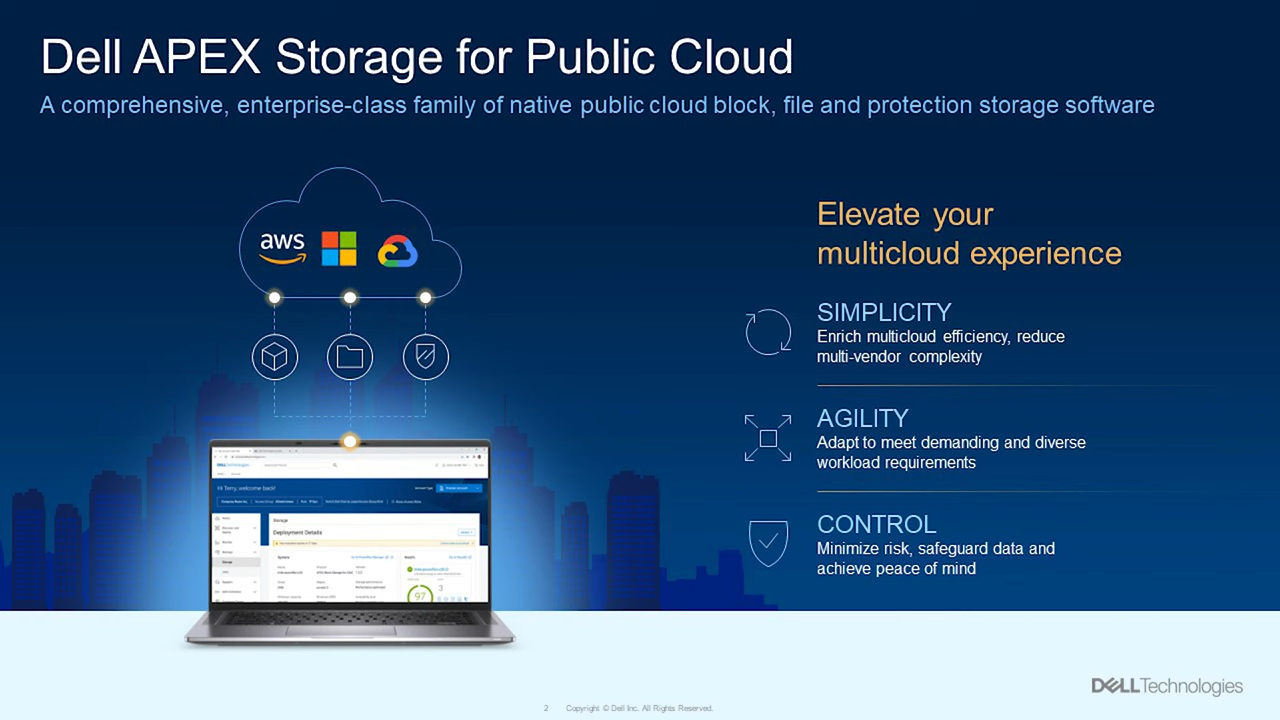 Dell APEX Storage for Public Cloud
A comprehensive, enterprise-class family of native public cloud block, file and protection storage software
aws
Elevate your
multicloud experience
SIMPLICITY
Enrich multicloud efficiency, reduce
multi-vendor complexity
AGILITY
Adapt to meet demanding and diverse
workload requirements
CONTROL
Minimize risk, safeguard data and
achieve peace of mind
Hi Terry, welcome back!
Storage
Deployment Details
97
3
DELLTechnologies
2 Copyright © Dell Inc. All Rights Reserved.